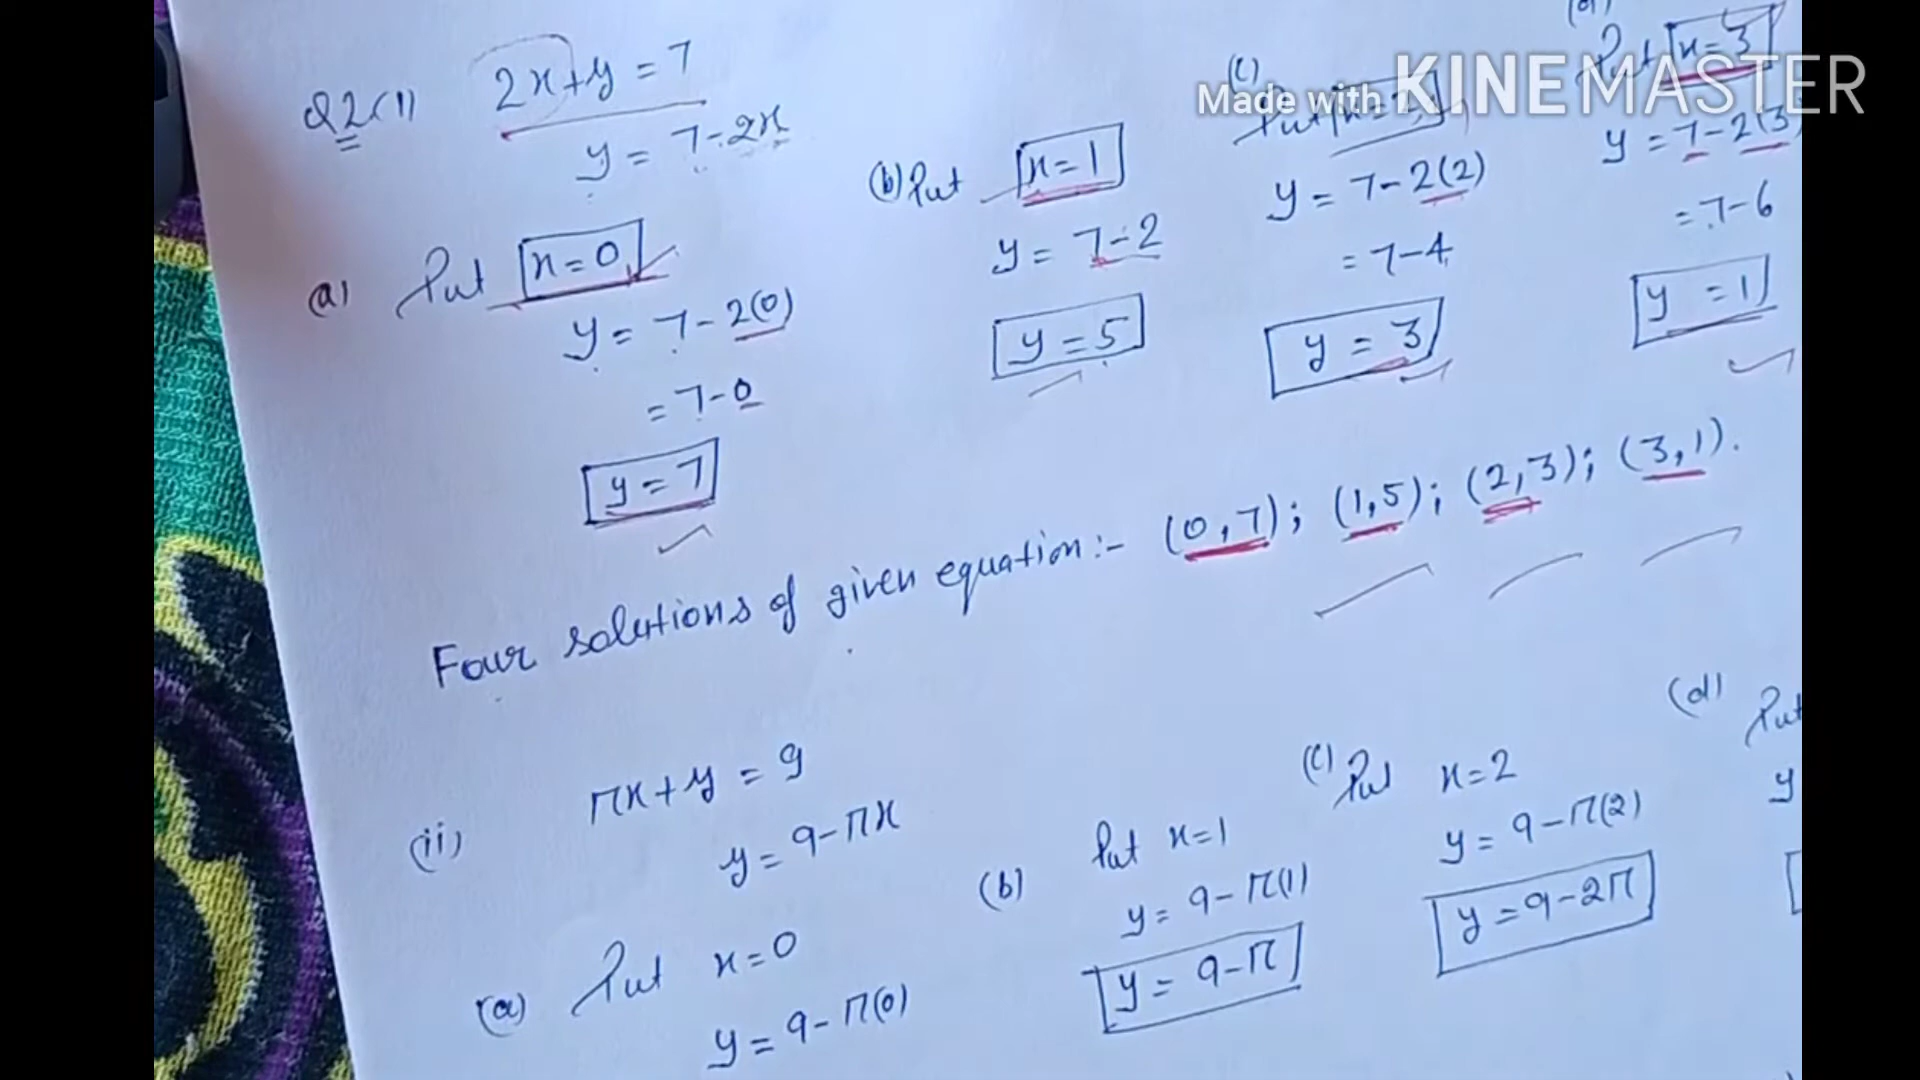 Q2(i) 2x+y = 7
y = 7-2x
(a) Put x=0
y = 7-2(0)
= 7-0
y = 7
(b) Put x=1
y = 7-2
y = 5
(c)
Put x=2
y = 7-2(2)
= 7-4
y = 3
(d)
Put x=3
y = 7-2(3)
= 7-6
y = 1
Made with KINEMASTER
Four solutions of given equation:- (0,7); (1,5); (2,3); (3,1).
(ii) πx+y = 9
y = 9-πx
(a) Put x=0
y = 9-π(0)
(b) Put x=1
y = 9-π(1)
y = 9-π
(c) Put x=2
y = 9-π(2)
y = 9-2π
(d) Put
y